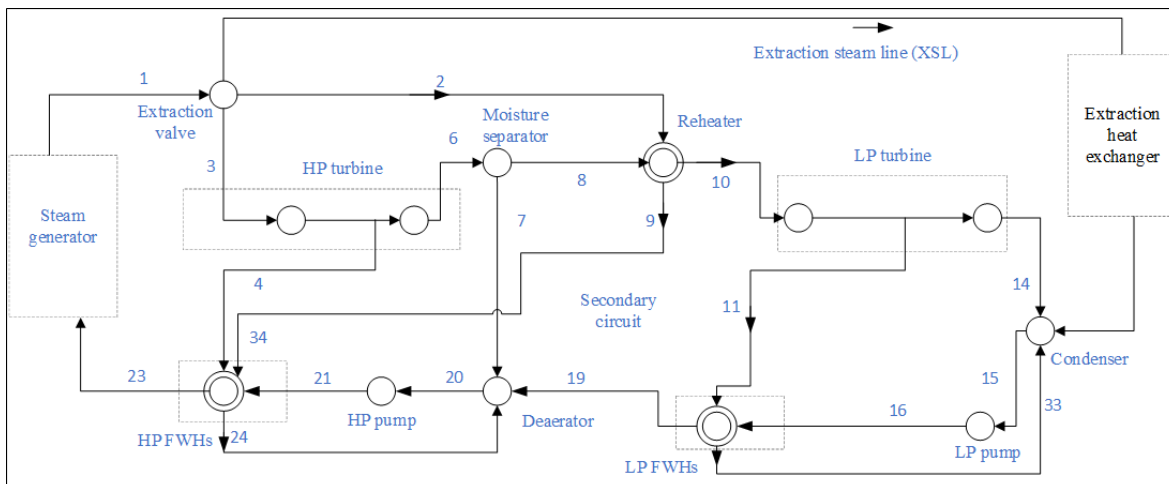 Extraction steam line (XSL)
1
2
Extraction
valve
Moisture
separator
6
Reheater
Extraction
heat
exchanger
3
HP turbine
8
10
LP turbine
Steam
generator
7
9
4
Secondary
circuit
11
14
34
Condenser
23
21
20
19
15
16
33
HP pump
Deaerator
HP FWHs
24
LP FWHs
LP pump